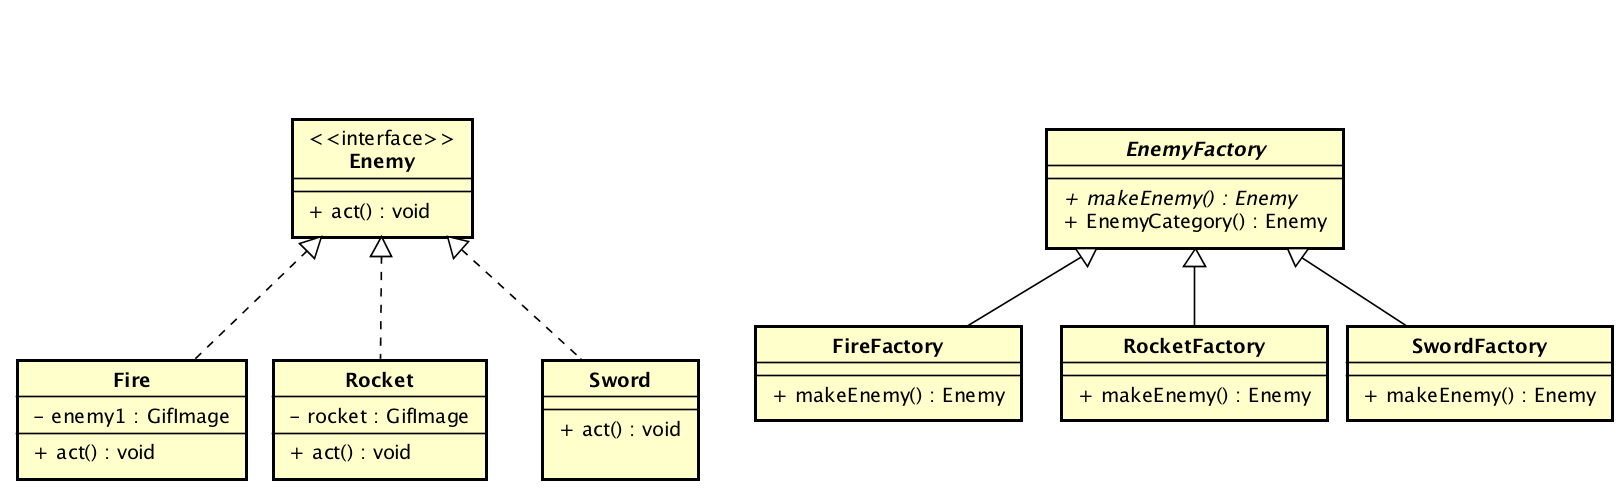 <<interface>>
Enemy
+ act() : void
Fire
– enemy1 : GifImage
+ act() : void
Rocket
– rocket : GifImage
+ act() : void
Sword
+ act() : void
EnemyFactory
+ makeEnemy() : Enemy
+ EnemyCategory() : Enemy
FireFactory
+ makeEnemy() : Enemy
RocketFactory
+ makeEnemy() : Enemy
SwordFactory
+ makeEnemy() : Enemy